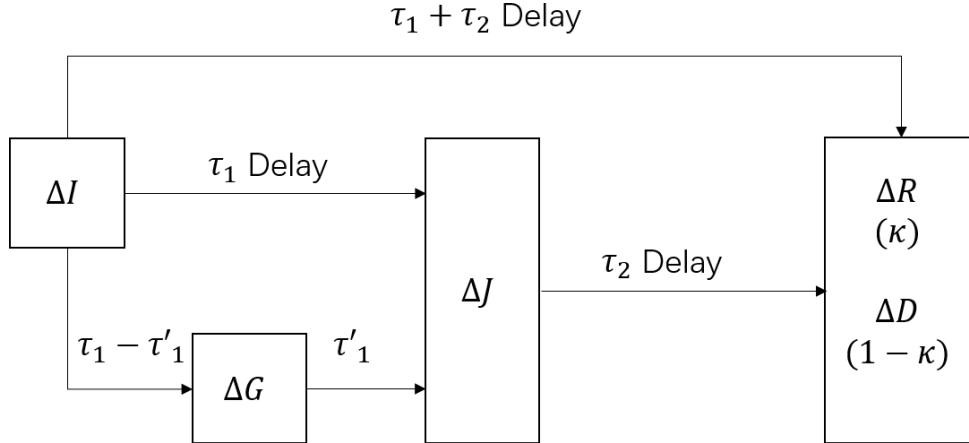 τ₁ + τ₂ Delay
ΔI
τ₁ Delay
ΔJ
τ₂ Delay
ΔR
(κ)
ΔD
(1 − κ)
τ₁ − τ'₁
ΔG
τ'₁